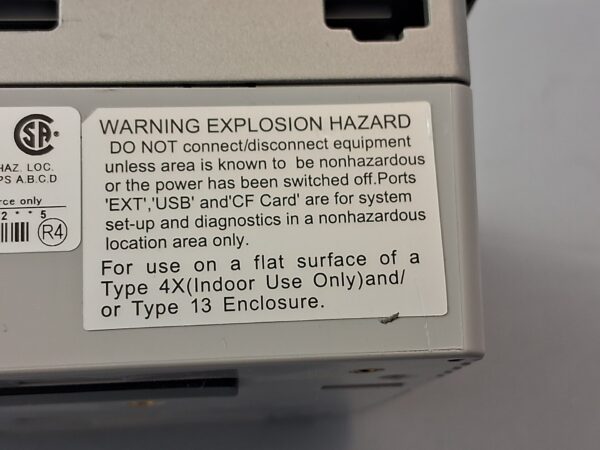 WARNING EXPLOSION HAZARD
DO NOT connect/disconnect equipment
unless area is known to be nonhazardous
or the power has been switched off.Ports
'EXT','USB' and'CF Card' are for system
set-up and diagnostics in a nonhazardous
location area only.
For use on a flat surface of a
Type 4X(Indoor Use Only)and/
or Type 13 Enclosure.
HAZ. LOC.
A.B.C.D
only
2 * * 5
R4